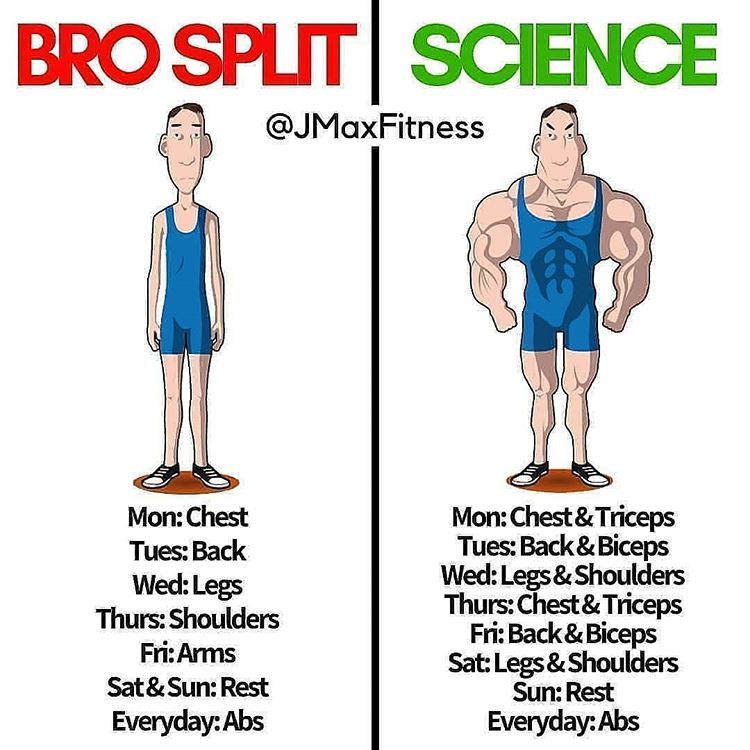 BRO SPLIT
SCIENCE
@JMaxFitness
Mon: Chest
Tues: Back
Wed: Legs
Thurs: Shoulders
Fri: Arms
Sat & Sun: Rest
Everyday: Abs
Mon: Chest & Triceps
Tues: Back & Biceps
Wed: Legs & Shoulders
Thurs: Chest & Triceps
Fri: Back & Biceps
Sat: Legs & Shoulders
Sun: Rest
Everyday: Abs